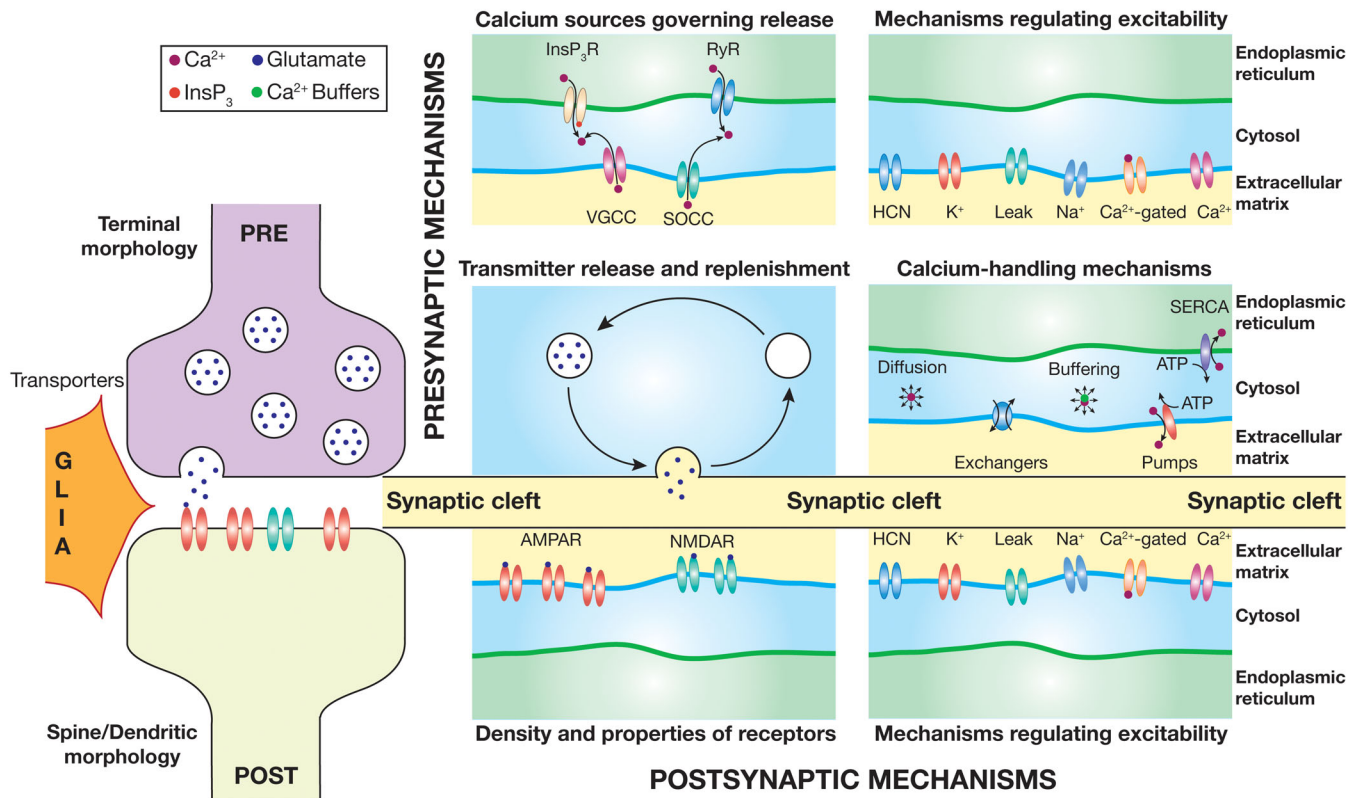 Ca²⁺
Glutamate
InsP₃
Ca²⁺ Buffers
Terminal
morphology
PRE
Transporters
GLIA
Spine/Dendritic
morphology
POST
PRESYNAPTIC MECHANISMS
Calcium sources governing release
InsP₃R
RyR
VGCC
SOCC
Mechanisms regulating excitability
Endoplasmic
reticulum
Cytosol
Extracellular
matrix
HCN
K⁺
Leak
Na⁺
Ca²⁺-gated
Ca²⁺
Transmitter release and replenishment
Calcium-handling mechanisms
SERCA
Endoplasmic
reticulum
Diffusion
Buffering
ATP
Cytosol
ATP
Extracellular
matrix
Exchangers
Pumps
Synaptic cleft
Synaptic cleft
Synaptic cleft
AMPAR
NMDAR
Density and properties of receptors
HCN
K⁺
Leak
Na⁺
Ca²⁺-gated
Ca²⁺
Extracellular
matrix
Cytosol
Endoplasmic
reticulum
Mechanisms regulating excitability
POSTSYNAPTIC MECHANISMS